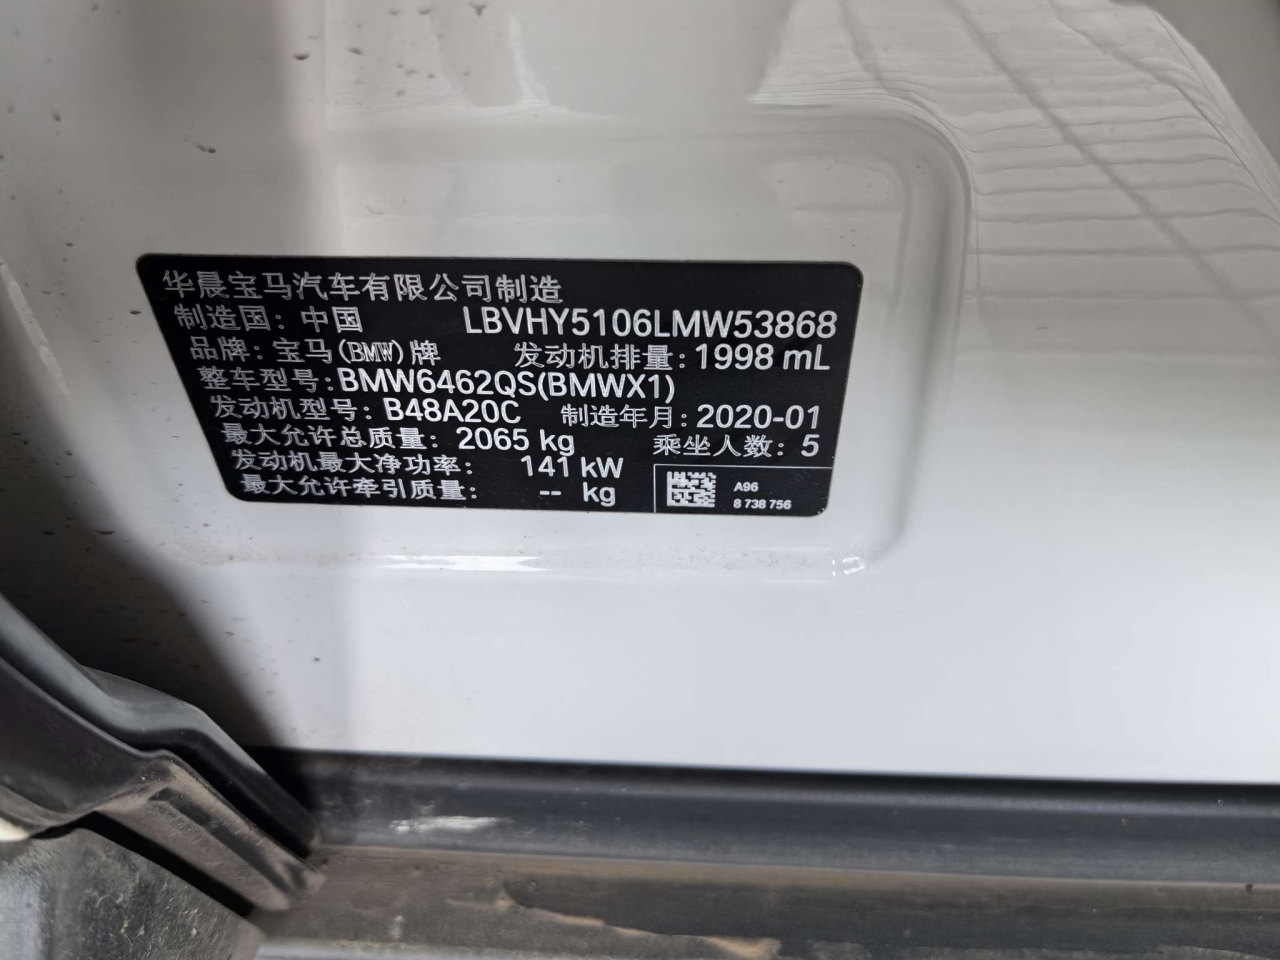 华晨宝马汽车有限公司制造
制造国: 中国 LBVHY5106LMW53868
品牌: 宝马(BMW)牌 发动机排量: 1998 mL
整车型号: BMW6462QS(BMWX1)
发动机型号: B48A20C 制造年月: 2020-01
最大允许总质量: 2065 kg 乘坐人数: 5
发动机最大净功率: 141 kW
最大允许牵引质量: -- kg
A96
8 738 756